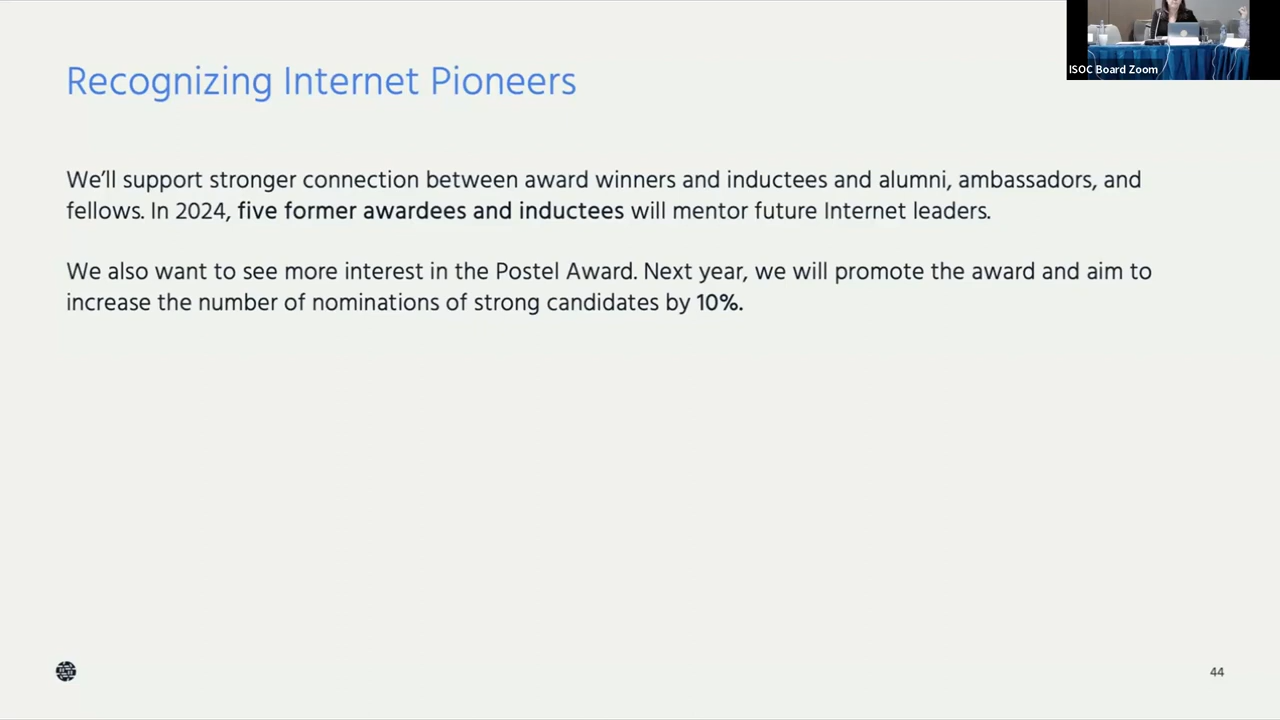 ISOC Board Zoom
Recognizing Internet Pioneers
We’ll support stronger connection between award winners and inductees and alumni, ambassadors, and
fellows. In 2024, five former awardees and inductees will mentor future Internet leaders.
We also want to see more interest in the Postel Award. Next year, we will promote the award and aim to
increase the number of nominations of strong candidates by 10%.
44